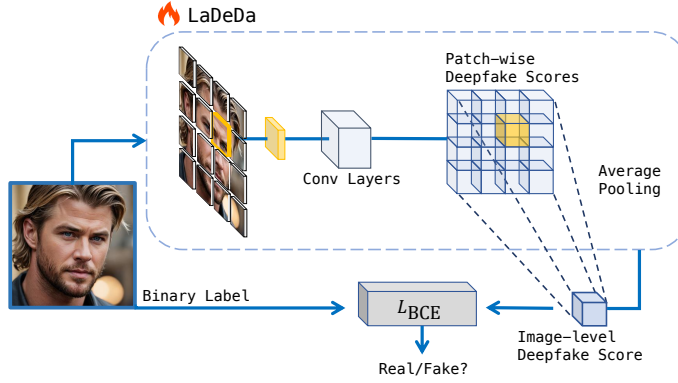 LaDeDa
Patch-wise
Deepfake Scores
Conv Layers
Average
Pooling
Binary Label
L_BCE
Image-level
Deepfake Score
Real/Fake?